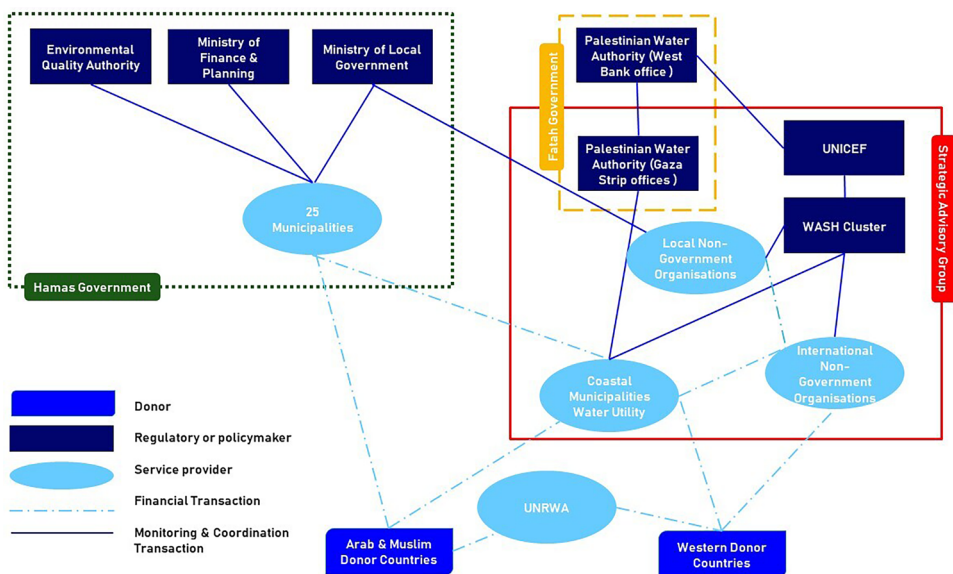 Environmental
Quality Authority
Ministry of
Finance &
Planning
Ministry of Local
Government
25
Municipalities
Hamas Government
Fatah Government
Palestinian Water
Authority (West
Bank office )
Palestinian Water
Authority (Gaza
Strip offices )
UNICEF
WASH Cluster
Strategic Advisory Group
Local Non-
Government
Organisations
Coastal
Municipalities
Water Utility
International
Non-
Government
Organisations
UNRWA
Arab & Muslim
Donor Countries
Western Donor
Countries
Donor
Regulatory or policymaker
Service provider
Financial Transaction
Monitoring & Coordination
Transaction